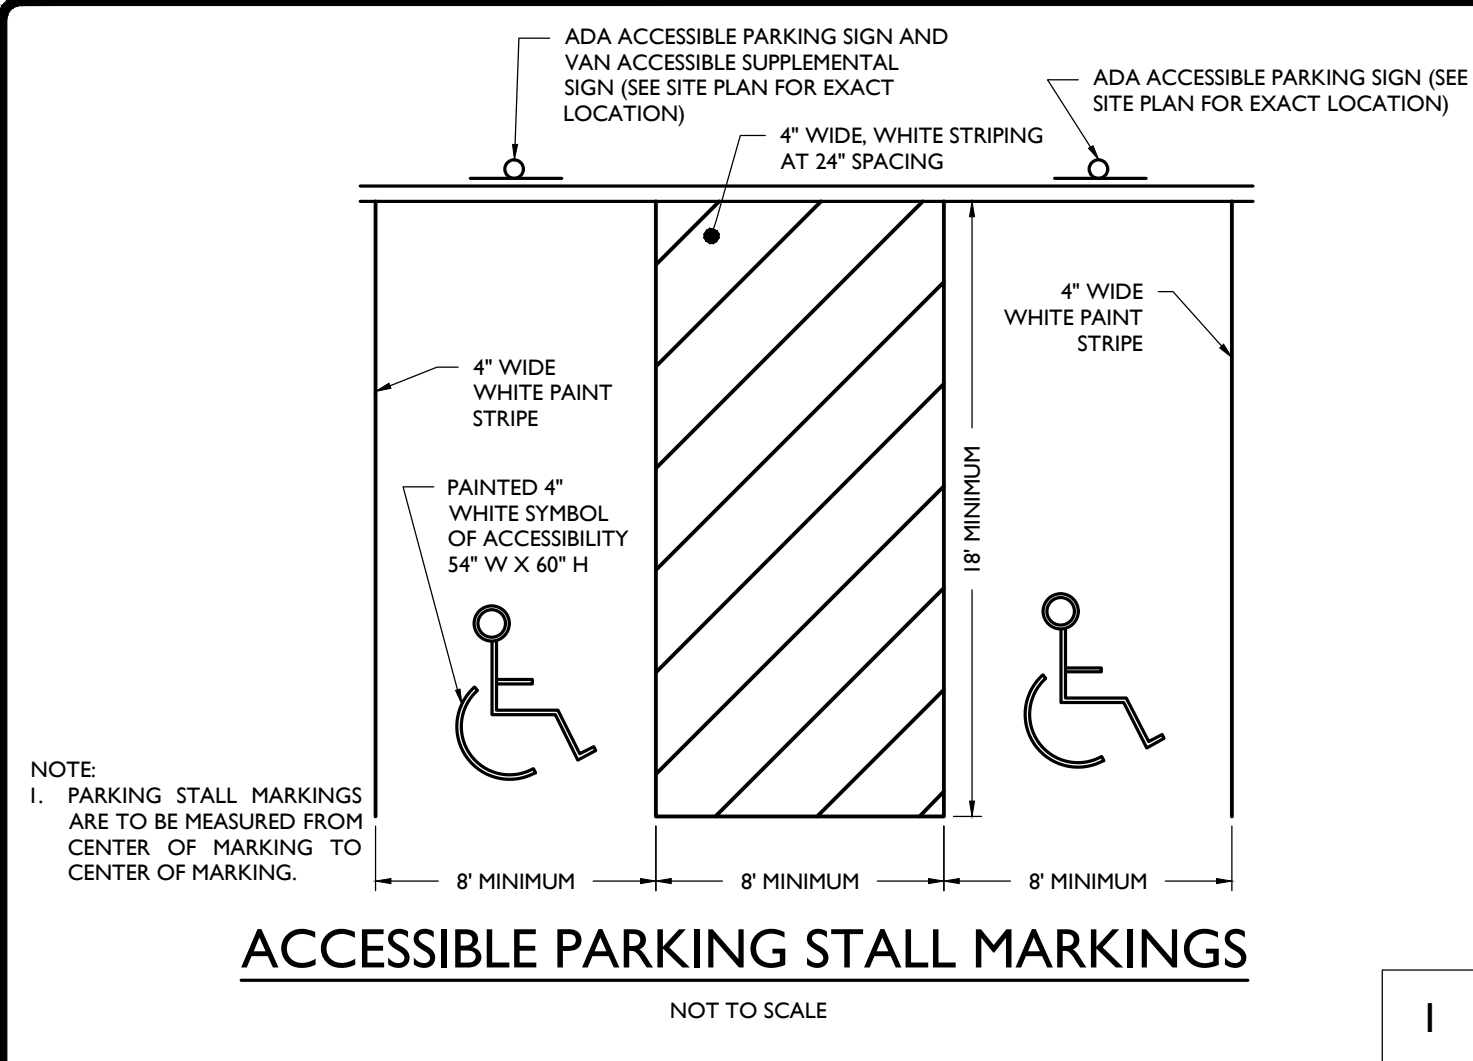 ADA ACCESSIBLE PARKING SIGN AND
VAN ACCESSIBLE SUPPLEMENTAL
SIGN (SEE SITE PLAN FOR EXACT
LOCATION)
ADA ACCESSIBLE PARKING SIGN (SEE
SITE PLAN FOR EXACT LOCATION)
4" WIDE, WHITE STRIPING
AT 24" SPACING
4" WIDE
WHITE PAINT
STRIPE
4" WIDE
WHITE PAINT
STRIPE
PAINTED 4"
WHITE SYMBOL
OF ACCESSIBILITY
54" W X 60" H
18' MINIMUM
NOTE:
1. PARKING STALL MARKINGS
ARE TO BE MEASURED FROM
CENTER OF MARKING TO
CENTER OF MARKING.
8' MINIMUM
8' MINIMUM
8' MINIMUM
ACCESSIBLE PARKING STALL MARKINGS
NOT TO SCALE
1